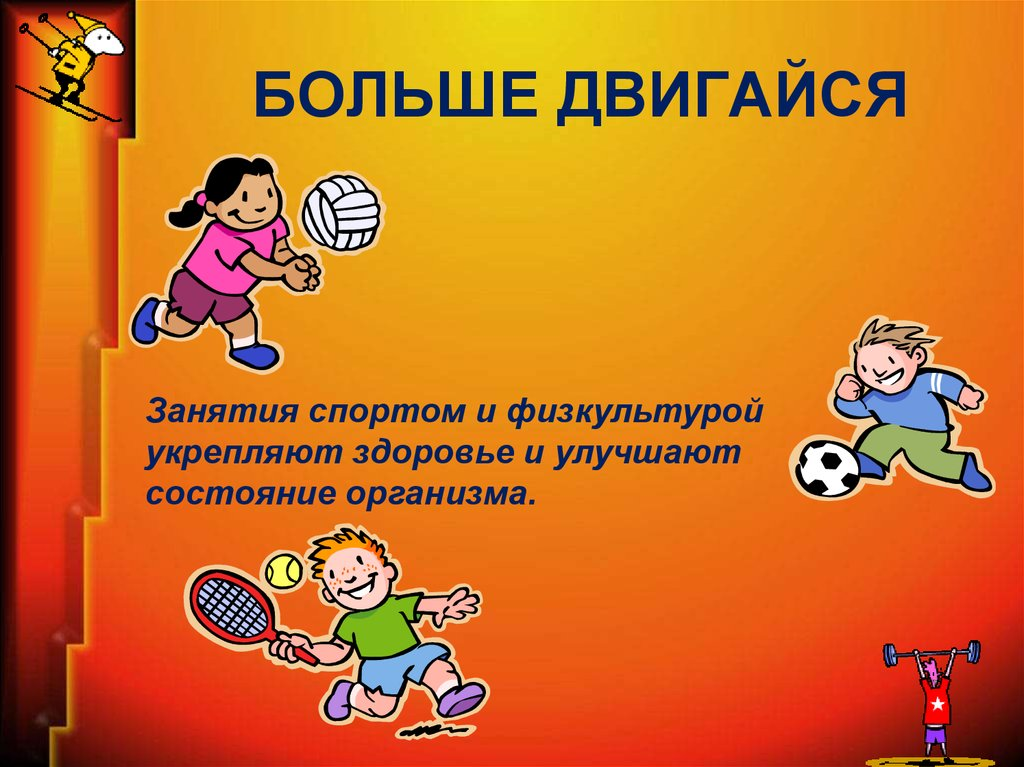 БОЛЬШЕ ДВИГАЙСЯ
Занятия спортом и физкультурой
укрепляют здоровье и улучшают
состояние организма.